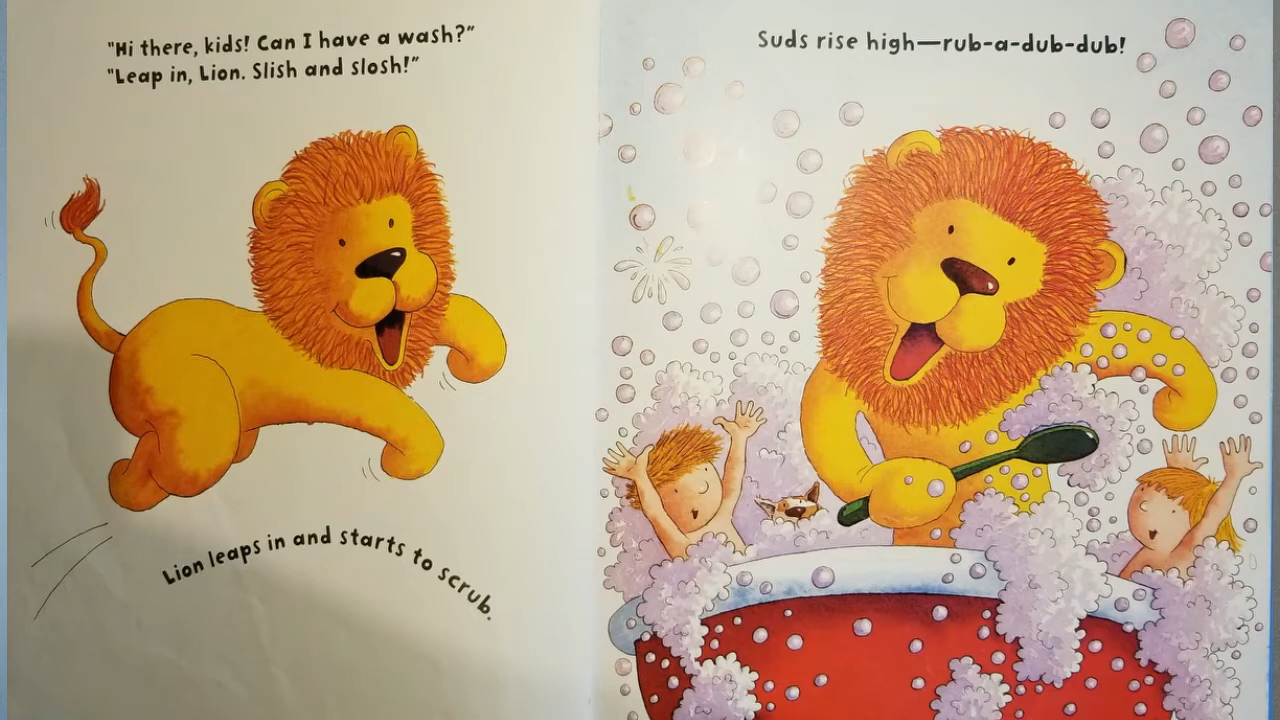 "Hi there, kids! Can I have a wash?"
"Leap in, Lion. Slish and slosh!"
Lion leaps in and starts to scrub.
Suds rise high—rub-a-dub-dub!